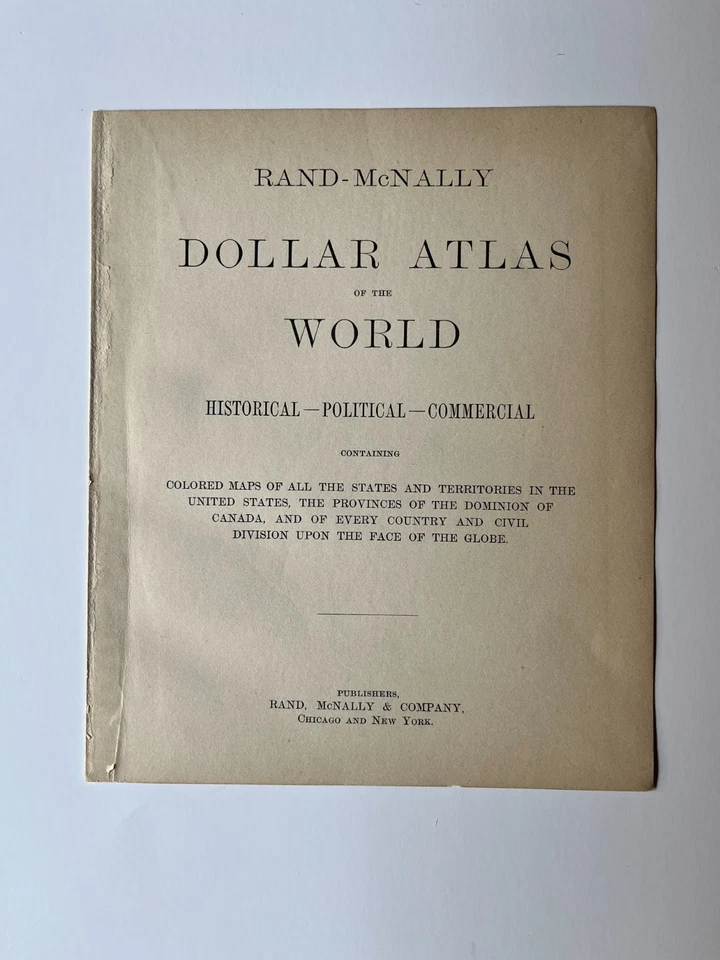 RAND-McNALLY
DOLLAR ATLAS
OF THE
WORLD
HISTORICAL—POLITICAL—COMMERCIAL
CONTAINING
COLORED MAPS OF ALL THE STATES AND TERRITORIES IN THE
UNITED STATES, THE PROVINCES OF THE DOMINION OF
CANADA, AND OF EVERY COUNTRY AND CIVIL
DIVISION UPON THE FACE OF THE GLOBE.
PUBLISHERS,
RAND, McNALLY & COMPANY,
CHICAGO AND NEW YORK.